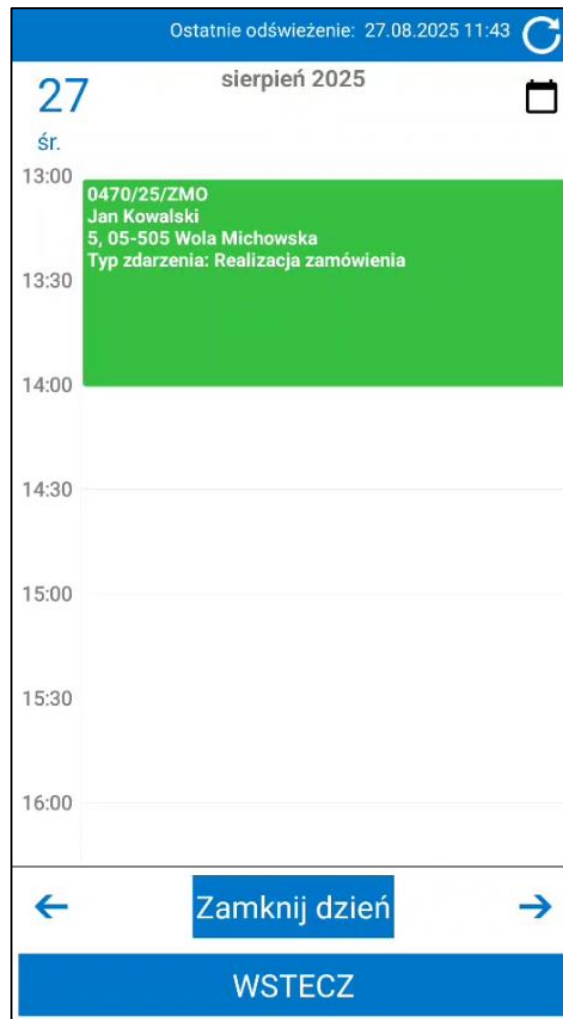 Ostatnie odświeżenie: 27.08.2025 11:43
sierpień 2025
27
śr.
13:00
0470/25/ZMO
Jan Kowalski
5, 05-505 Wola Michowska
Typ zdarzenia: Realizacja zamówienia
13:30
14:00
14:30
15:00
15:30
16:00
Zamknij dzień
WSTECZ